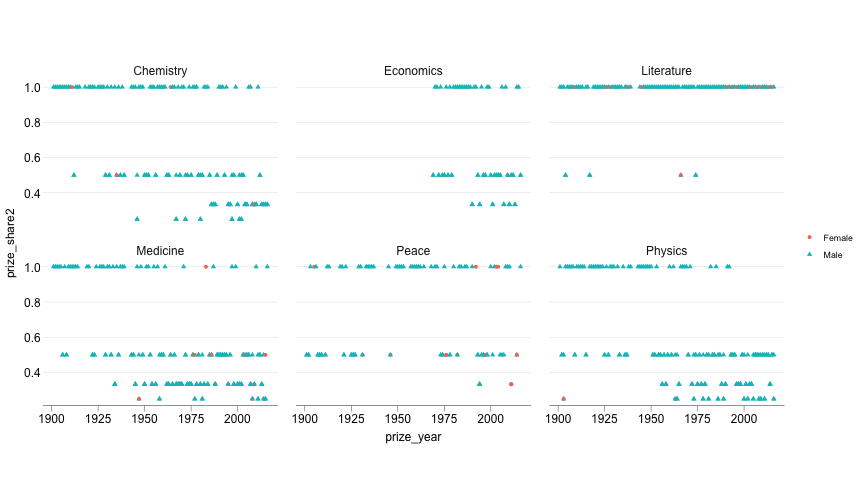 Chemistry Economics Literature
1.0
0.8
0.6
0.4
prize_share2
Medicine Peace Physics
1.0
0.8
0.6
0.4
1900 1925 1950 1975 2000 1900 1925 1950 1975 2000 1900 1925 1950 1975 2000
prize_year
Female
Male